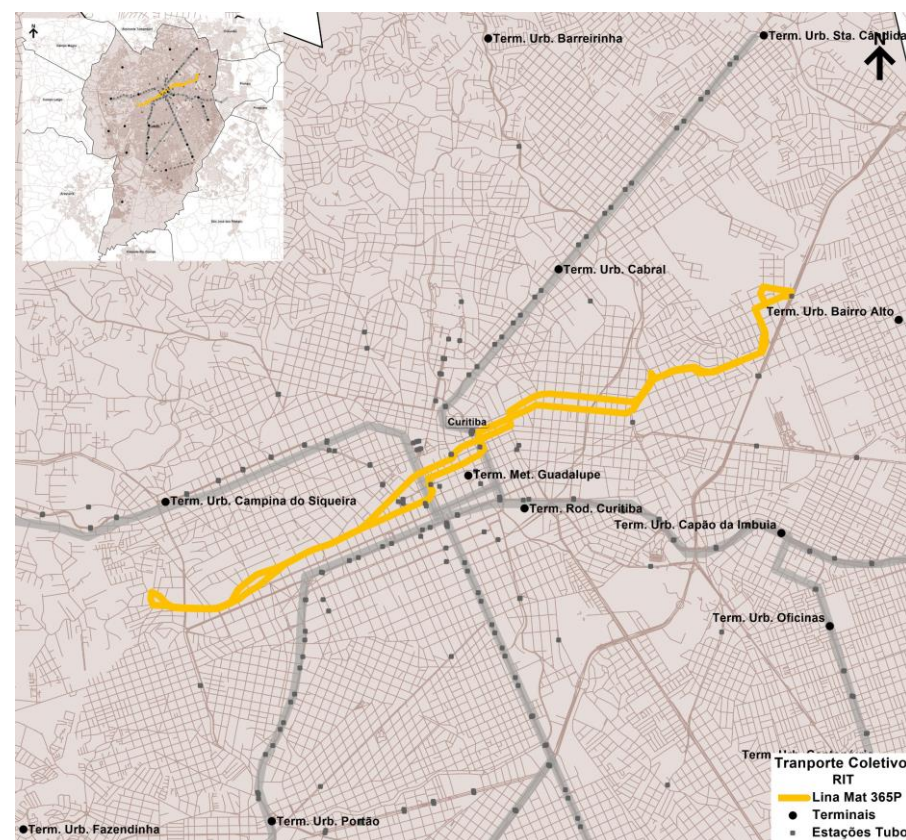 N
Term. Urb. Barreirinha
Term. Urb. Sta. Cândida
N
Term. Urb. Cabral
Term. Urb. Bairro Alto
Curitiba
Term. Met. Guadalupe
Term. Urb. Campina do Siqueira
Term. Rod. Curitiba
Term. Urb. Capão da Imbuia
Term. Urb. Oficinas
Term.
Tranporte Coletivo
RIT
Lina Mat 365P
Terminais
Estações Tubo
Term. Urb. Portão
Term. Urb. Fazendinha